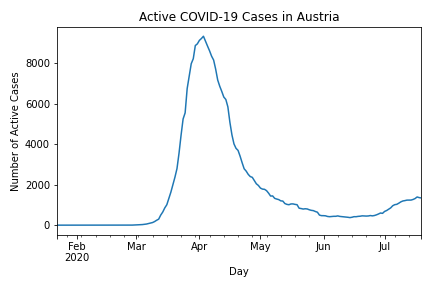 Active COVID-19 Cases in Austria
Number of Active Cases
8000
6000
4000
2000
0
Feb Mar Apr May Jun Jul
2020
Day